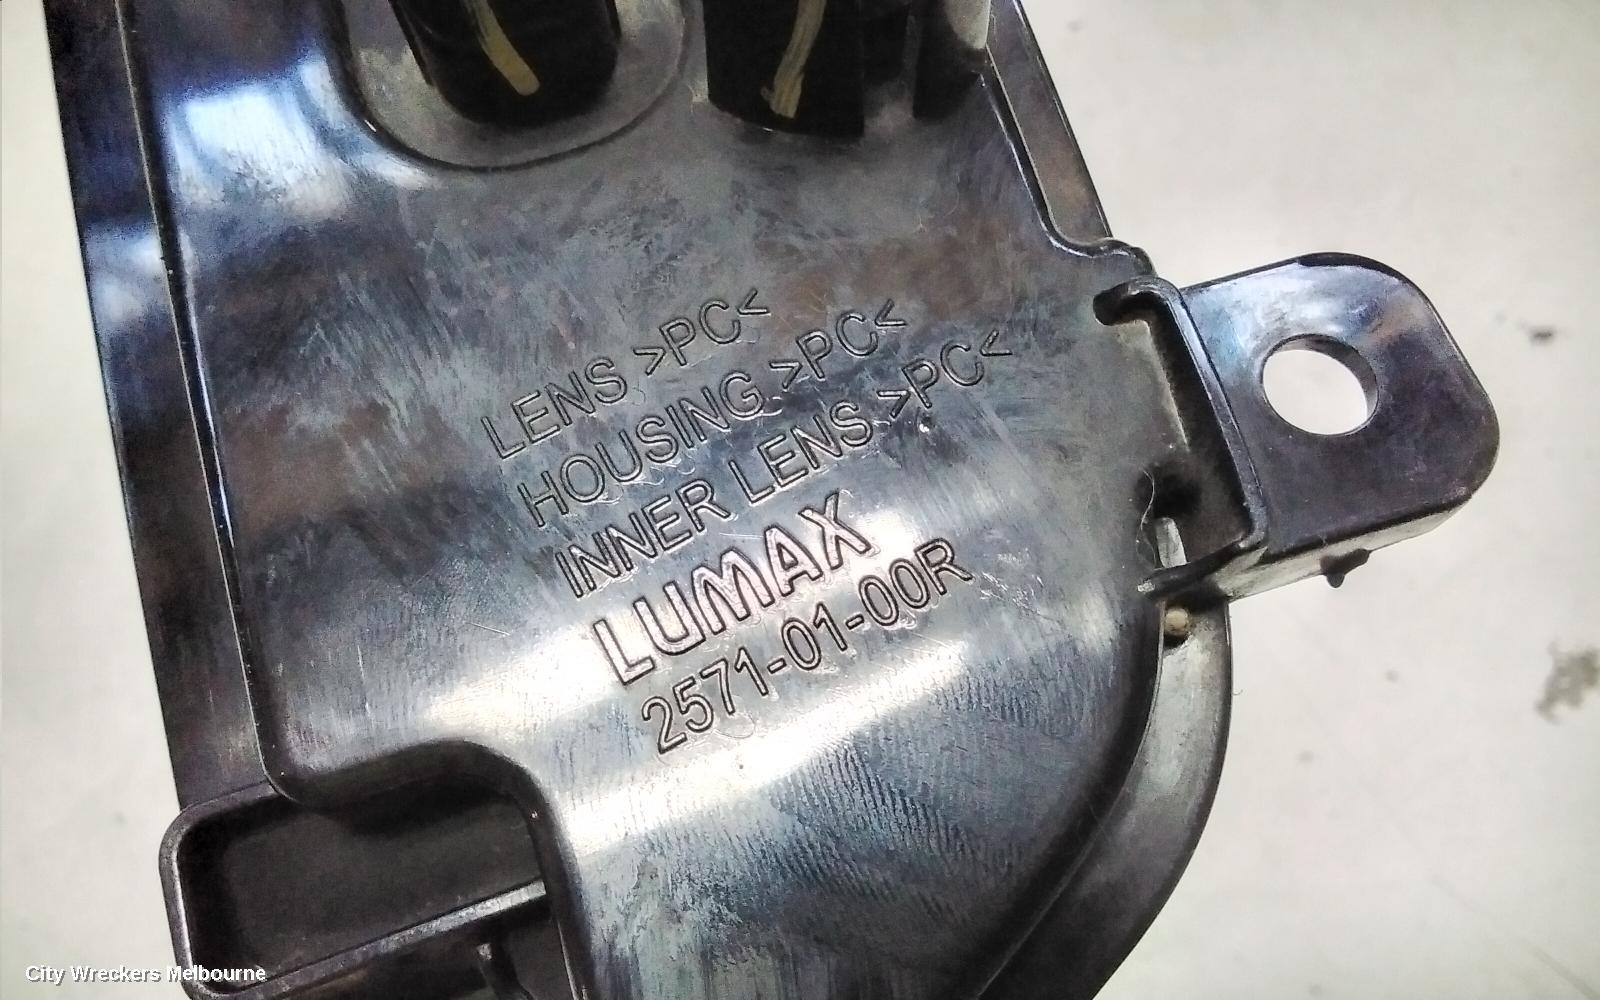 LENS >PC<
HOUSING >PC<
INNER LENS >PC<
LUMAX
2571-01-00R
City Wreckers Melbourne